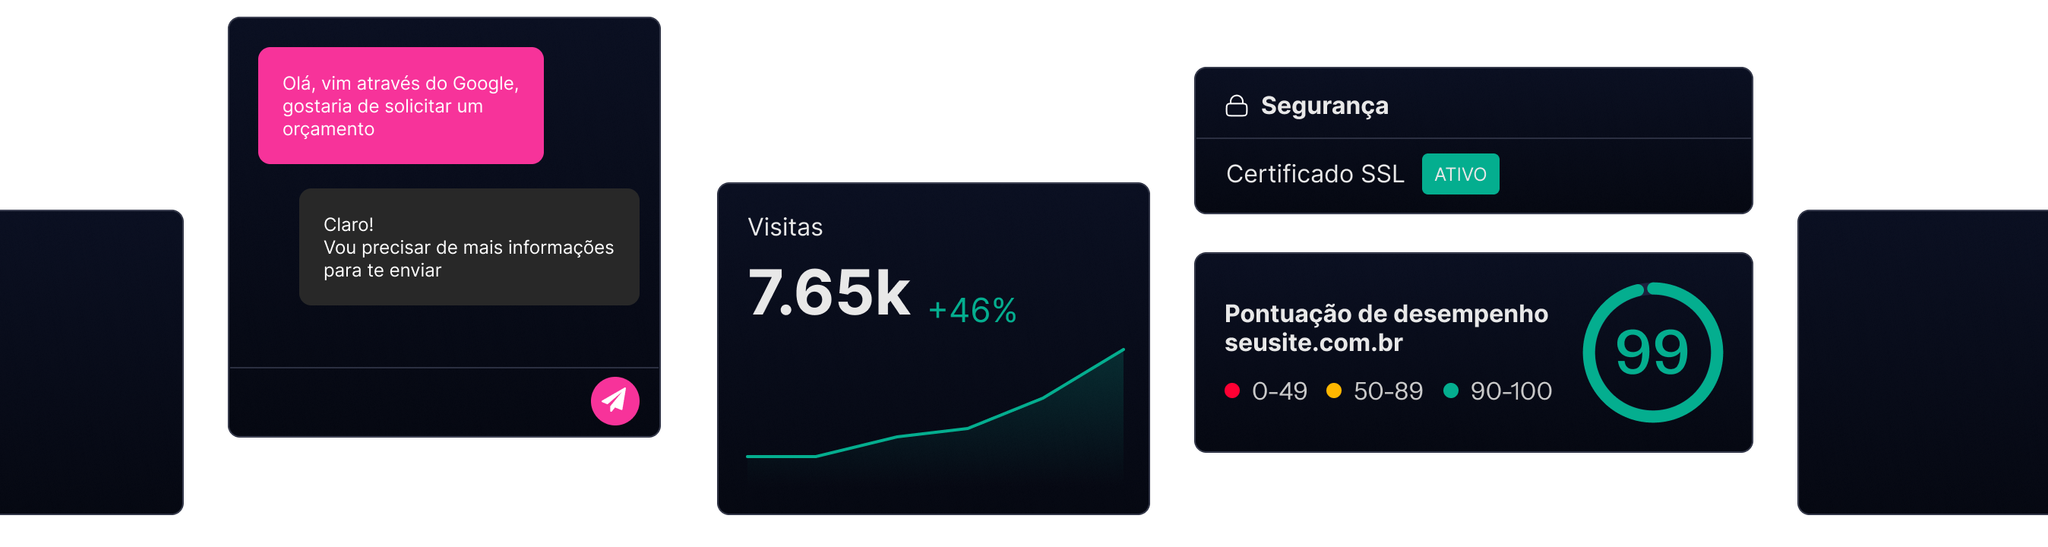 Olá, vim através do Google,
gostaria de solicitar um
orçamento
Claro!
Vou precisar de mais informações
para te enviar
Visitas
7.65k +46%
Segurança
Certificado SSL ATIVO
Pontuação de desempenho
seusite.com.br
0-49 50-89 90-100
99